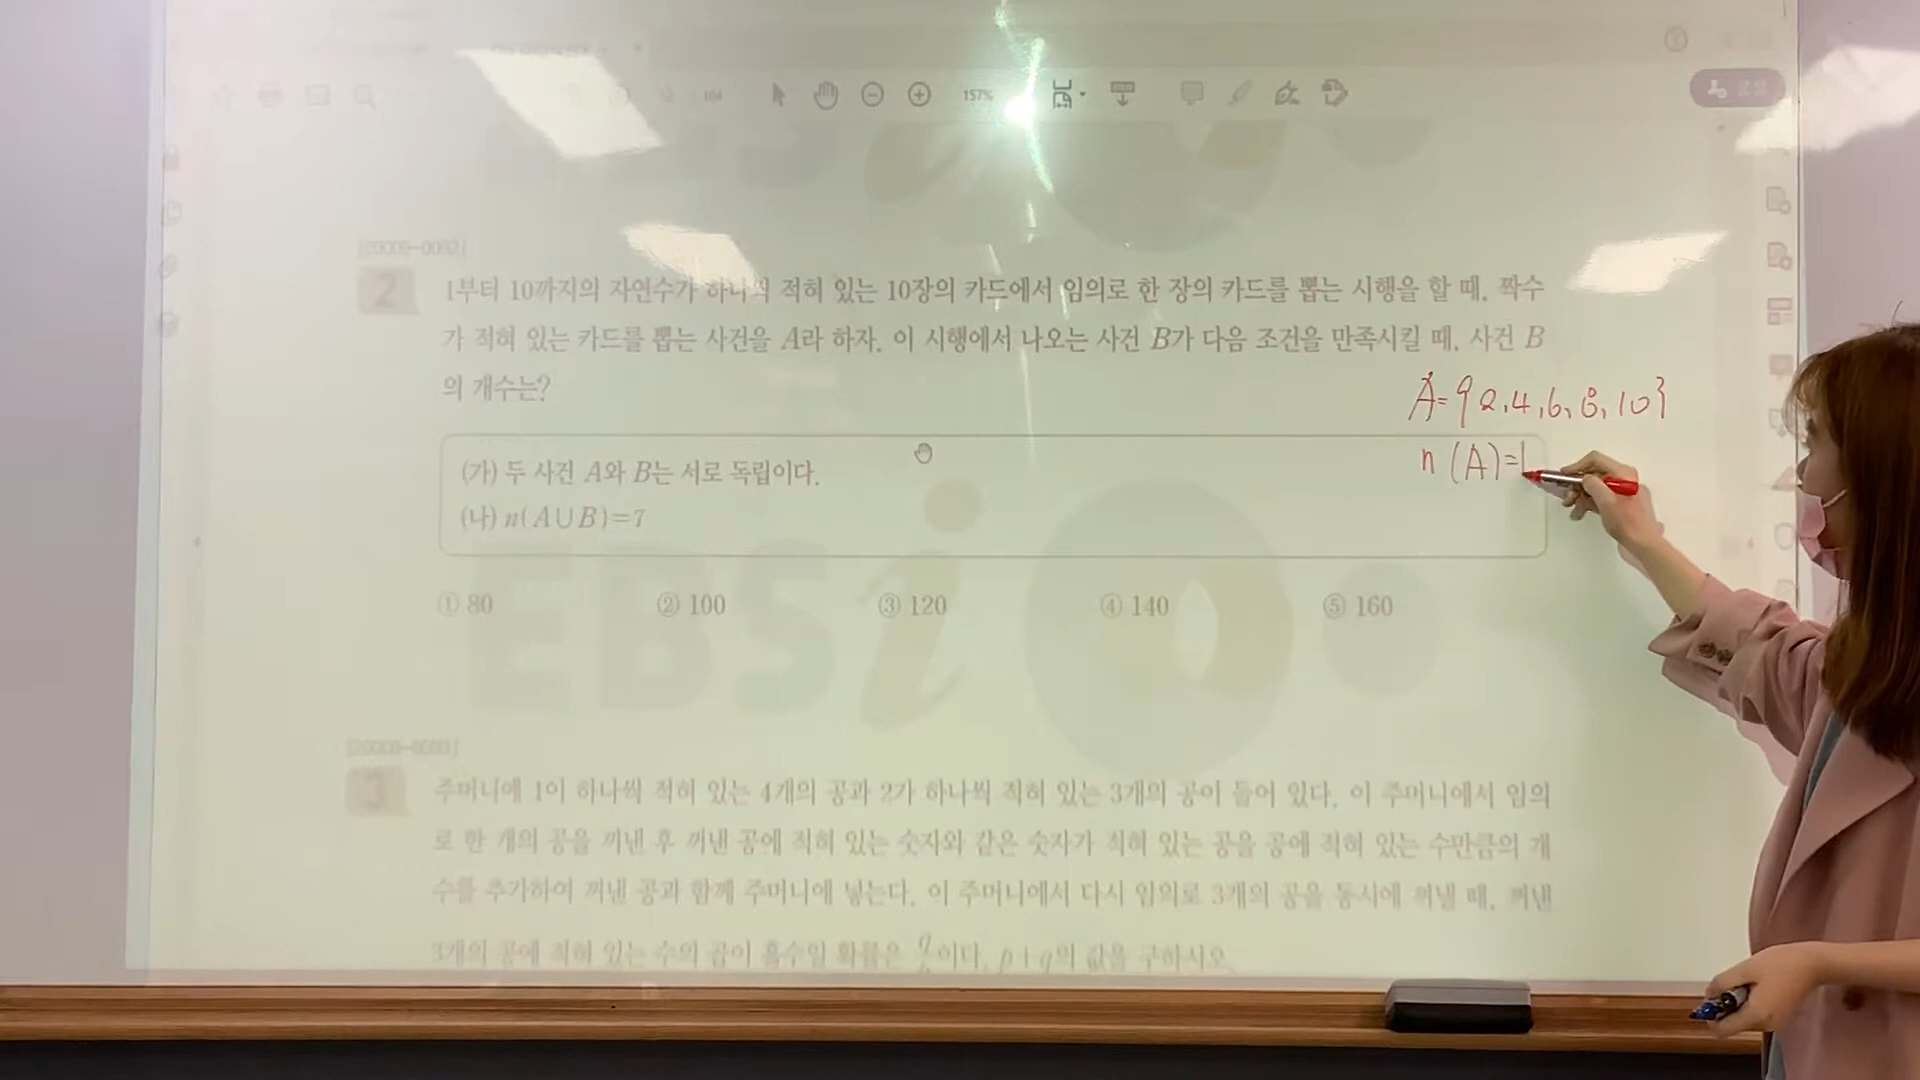 157%
2
1부터 10까지의 자연수가 하나씩 적혀 있는 10장의 카드에서 임의로 한 장의 카드를 뽑는 시행을 할 때, 짝수
가 적혀 있는 카드를 뽑는 사건을 A라 하자. 이 시행에서 나오는 사건 B가 다음 조건을 만족시킬 때, 사건 B
의 개수는?
A={2,4,6,8,10}
n(A)=
(가) 두 사건 A와 B는 서로 독립이다.
(나) n(A∪B)=7
① 80 ② 100 ③ 120 ④ 140 ⑤ 160
EBSi
3
주머니에 1이 하나씩 적혀 있는 4개의 공과 2가 하나씩 적혀 있는 3개의 공이 들어 있다. 이 주머니에서 임의
로 한 개의 공을 꺼낸 후 꺼낸 공에 적혀 있는 숫자와 같은 숫자가 적혀 있는 공을 공에 적혀 있는 수만큼의 개
수를 추가하여 꺼낸 공과 함께 주머니에 넣는다. 이 주머니에서 다시 임의로 3개의 공을 동시에 꺼낼 때, 꺼낸
3개의 공에 적혀 있는 수의 곱이 홀수일 확률은 이다. p+q의 값을 구하시오.